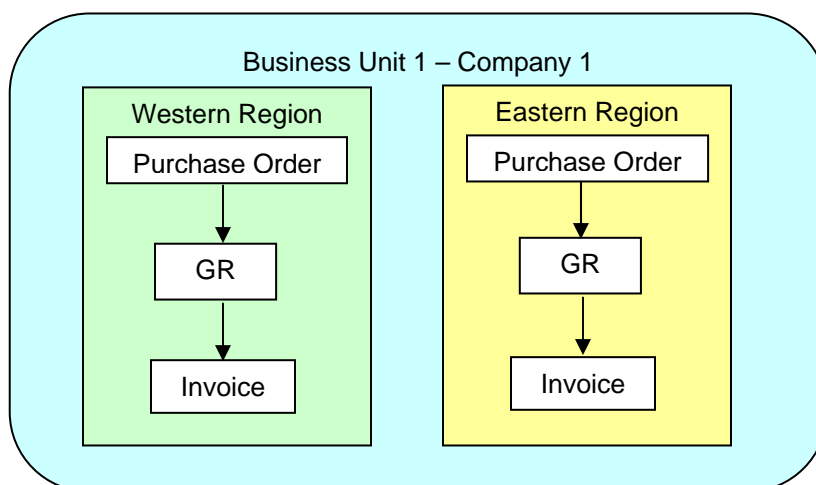 Business Unit 1 – Company 1
Western Region
Purchase Order
GR
Invoice
Eastern Region
Purchase Order
GR
Invoice